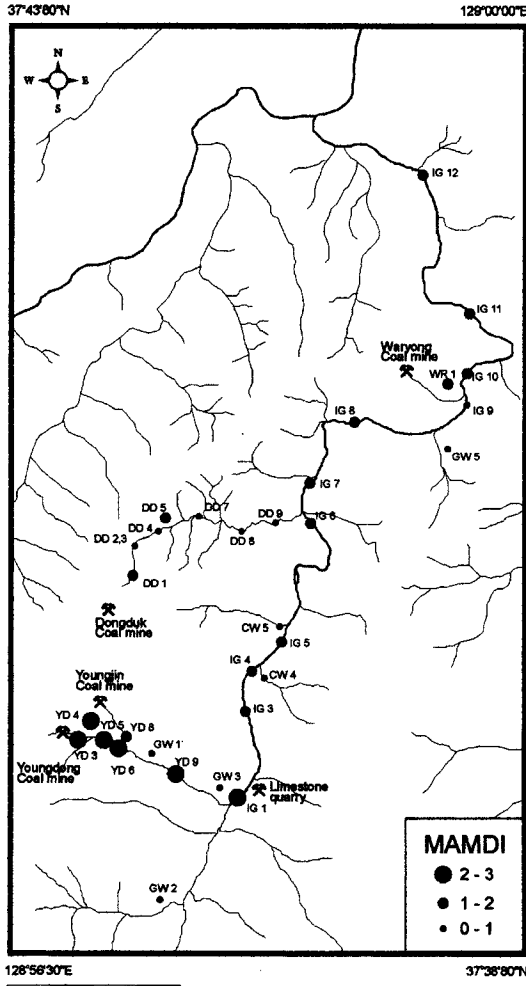 37°43'80"N
129°00'00"E
N
W E
S
IG 12
IG 11
Waryong
Coal mine
WR 1
IG 10
IG 9
IG 8
GW 5
IG 7
DD 5
DD 7
DD 4
DD 9
IG 6
DD 2,3
DD 8
DD 1
Dongduk
Coal mine
CW 5
IG 5
Youngjin
Coal mine
IG 4
CW 4
YD 4
IG 3
YD 5
YD 8
YD 3
GW 1
YD 6
Youngdong
Coal mine
YD 9
GW 3
Limestone
quarry
IG 1
GW 2
MAMDI
2 - 3
1 - 2
0 - 1
128°56'30"E
37°38'80"N